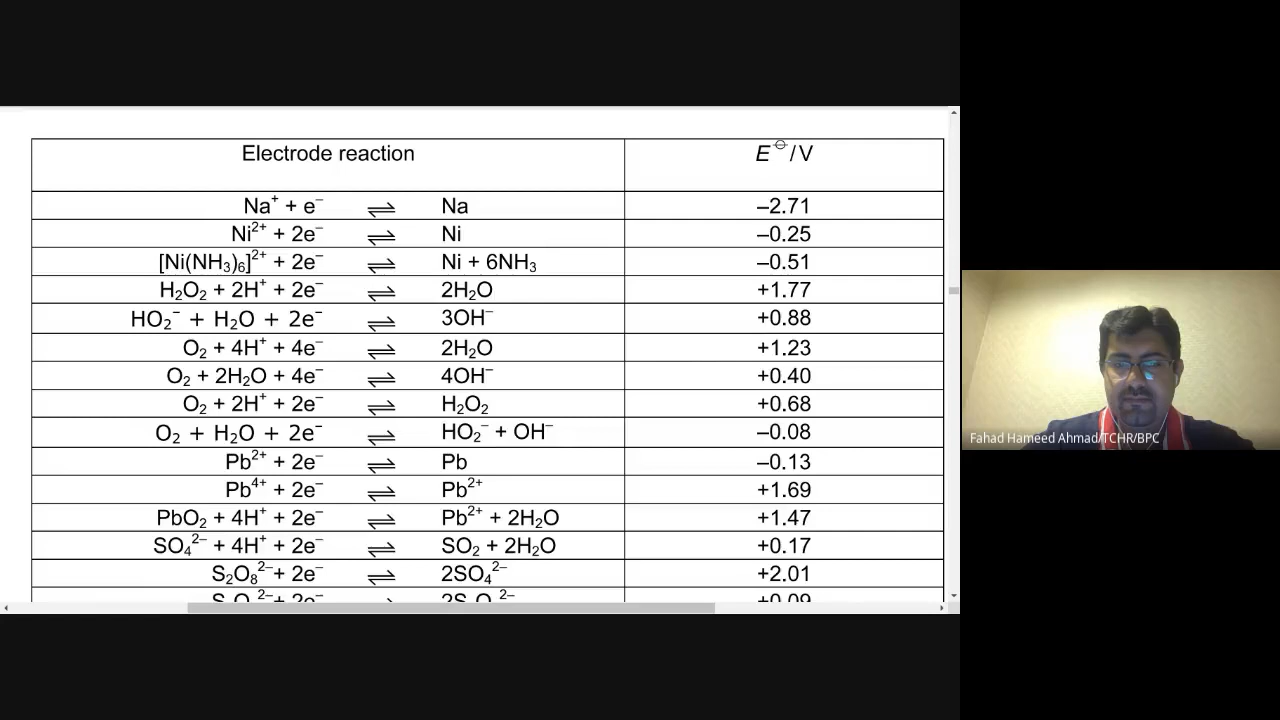 Electrode reaction E⦵ / V
Na⁺ + e⁻ ⇌ Na –2.71
Ni²⁺ + 2e⁻ ⇌ Ni –0.25
[Ni(NH₃)₆]²⁺ + 2e⁻ ⇌ Ni + 6NH₃ –0.51
H₂O₂ + 2H⁺ + 2e⁻ ⇌ 2H₂O +1.77
HO₂⁻ + H₂O + 2e⁻ ⇌ 3OH⁻ +0.88
O₂ + 4H⁺ + 4e⁻ ⇌ 2H₂O +1.23
O₂ + 2H₂O + 4e⁻ ⇌ 4OH⁻ +0.40
O₂ + 2H⁺ + 2e⁻ ⇌ H₂O₂ +0.68
O₂ + H₂O + 2e⁻ ⇌ HO₂⁻ + OH⁻ –0.08
Pb²⁺ + 2e⁻ ⇌ Pb –0.13
Pb⁴⁺ + 2e⁻ ⇌ Pb²⁺ +1.69
PbO₂ + 4H⁺ + 2e⁻ ⇌ Pb²⁺ + 2H₂O +1.47
SO₄²⁻ + 4H⁺ + 2e⁻ ⇌ SO₂ + 2H₂O +0.17
S₂O₈²⁻ + 2e⁻ ⇌ 2SO₄²⁻ +2.01
Fahad Hameed Ahmad/TCHR/BPC